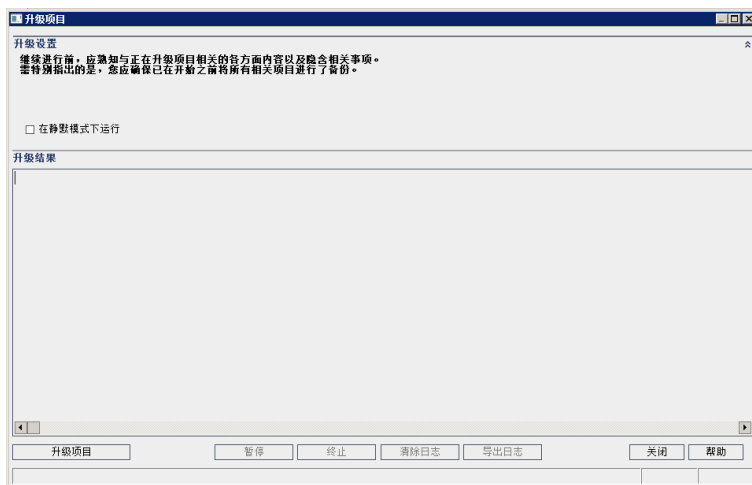 升级项目
升级设置
继续进行前，应熟知与正在升级项目相关的各方面内容以及隐含相关事项。
需特别指出的是，您应确保已在开始之前将所有相关项目进行了备份。
在静默模式下运行
升级结果
升级项目 暂停 终止 清除日志 导出日志 关闭 帮助